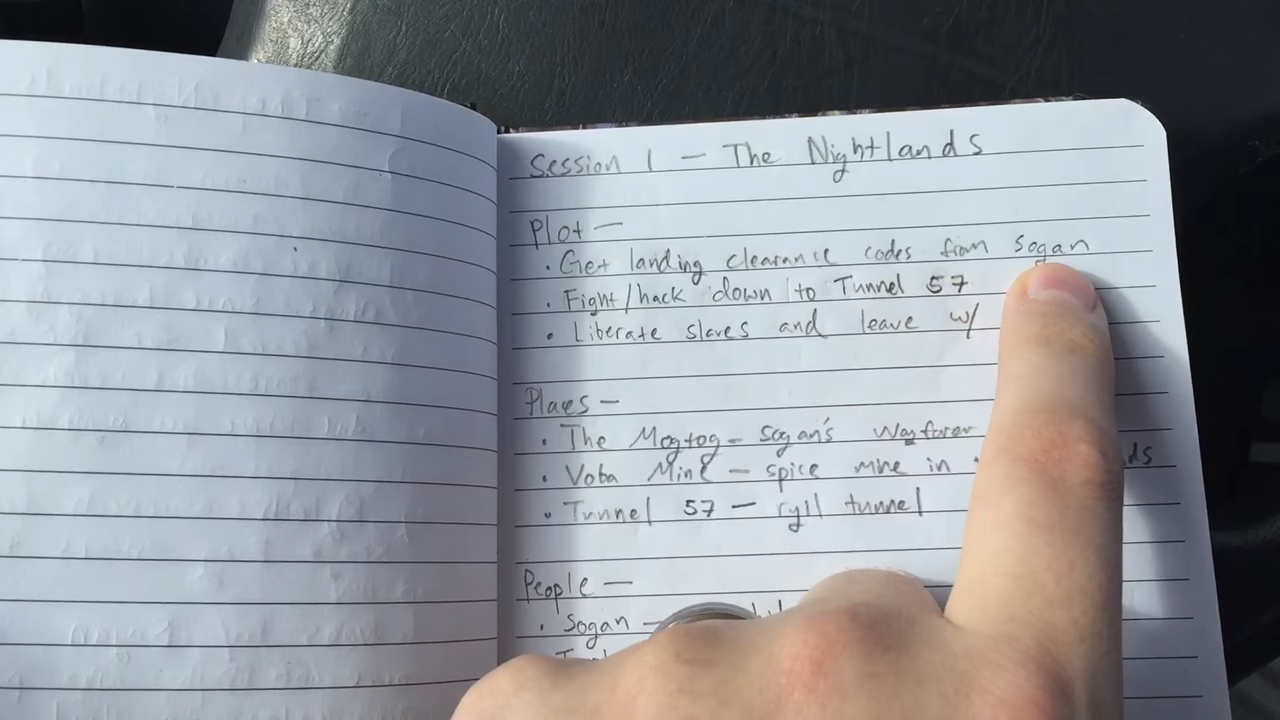 Session 1 — The Nightlands
Plot —
• Get landing clearance codes from Sogan
• Fight/hack down to Tunnel 57
• Liberate slaves and leave w/
Places —
• The Mogtog — Sogan's Wayfarer
• Voba Mine — spice mine in
• Tunnel 57 — ryll tunnel
People —
• Sogan —